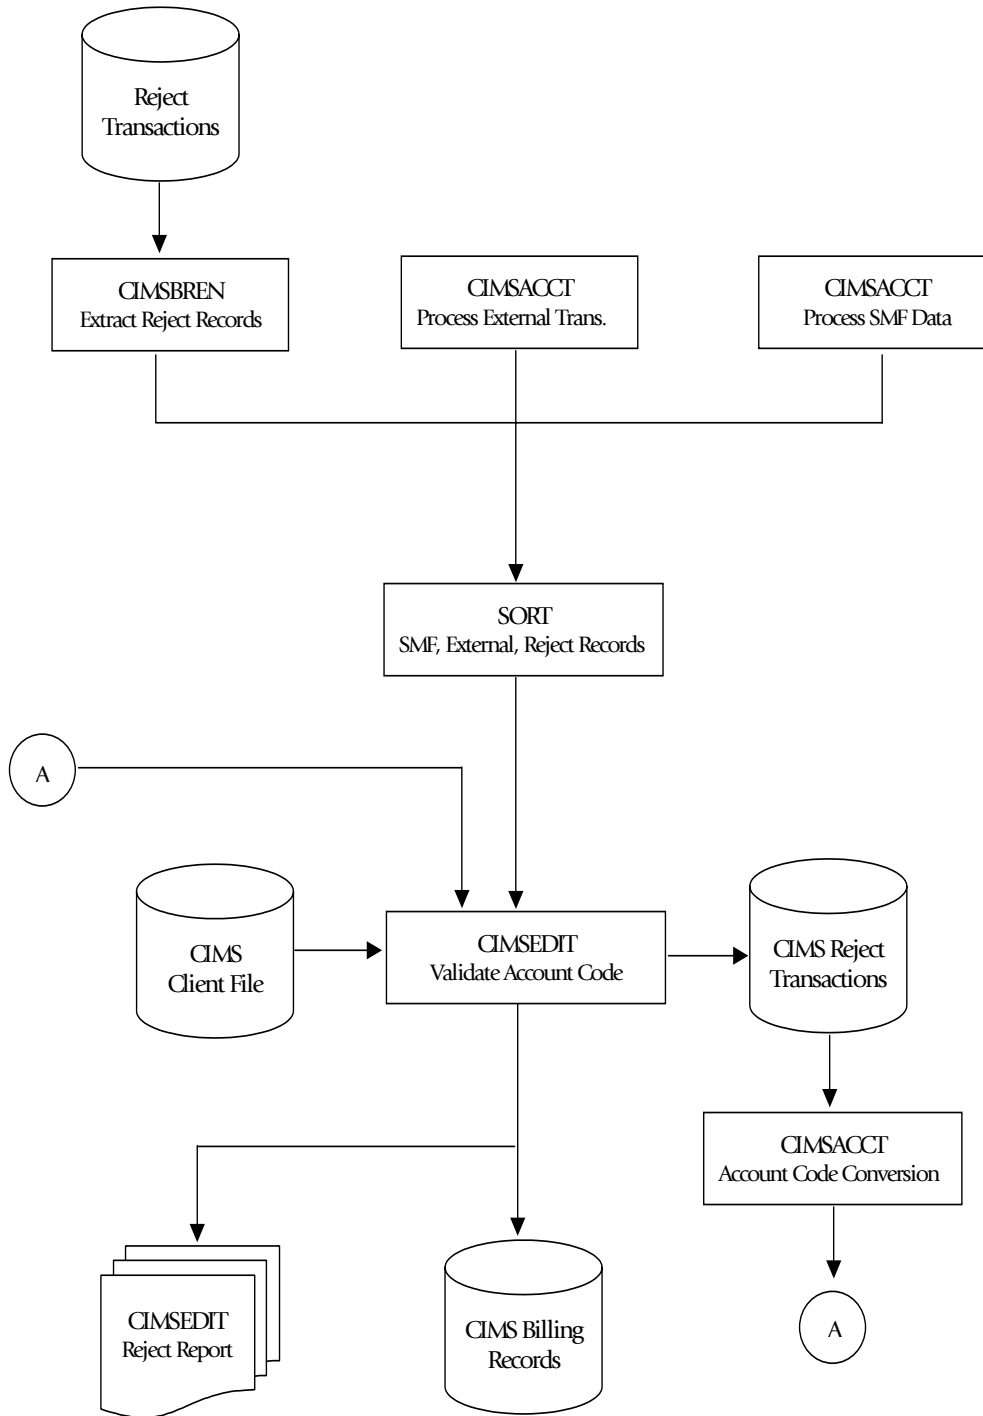 Reject
Transactions
CIMSBREN
Extract Reject Records
CIMSACCT
Process External Trans.
CIMSACCT
Process SMF Data
SORT
SMF, External, Reject Records
A
CIMS
Client File
CIMSEDIT
Validate Account Code
CIMS Reject
Transactions
CIMSACCT
Account Code Conversion
CIMSEDIT
Reject Report
CIMS Billing
Records
A